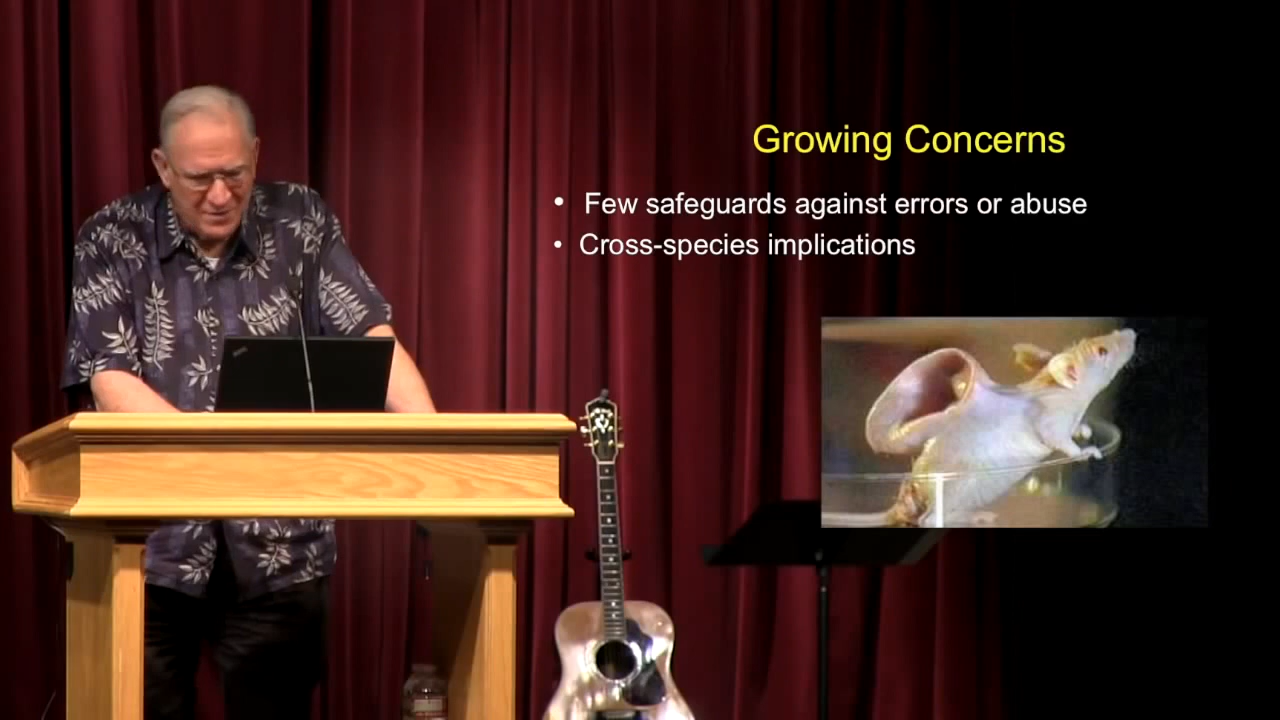 Growing Concerns
• Few safeguards against errors or abuse
• Cross-species implications